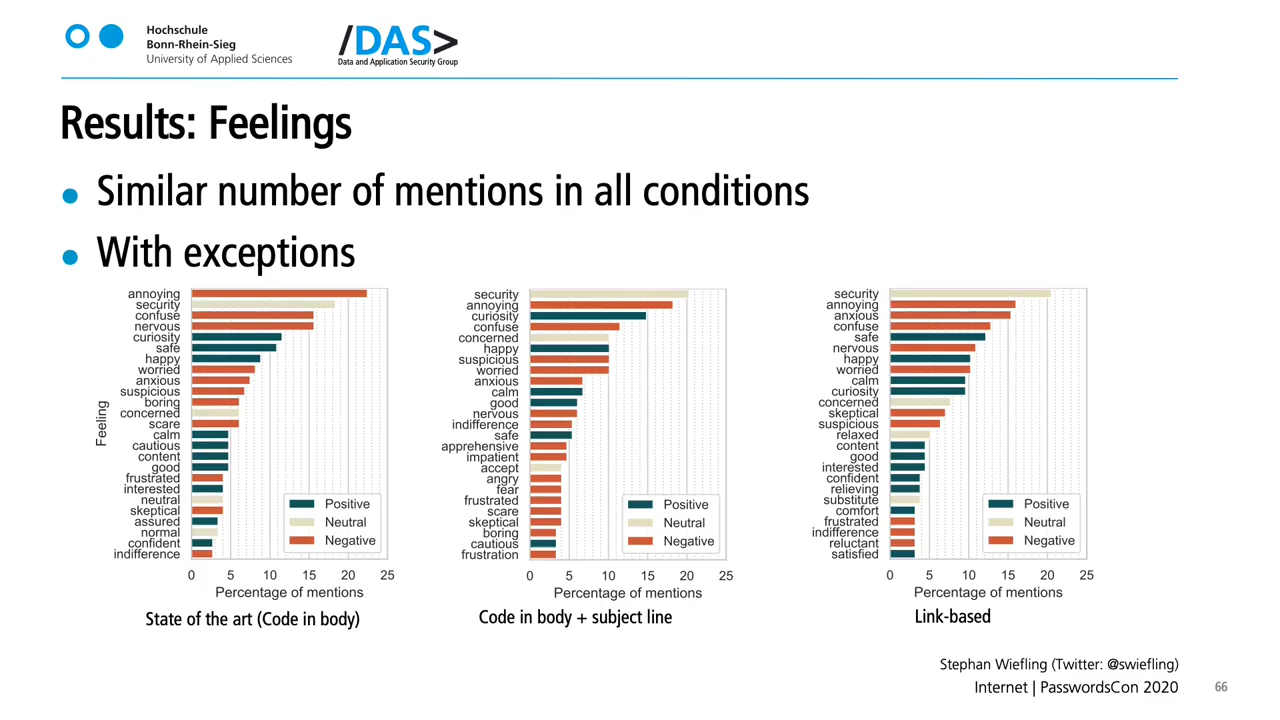 Hochschule
Bonn-Rhein-Sieg
University of Applied Sciences
/DAS>
Data and Application Security Group
Results: Feelings
Similar number of mentions in all conditions
With exceptions
Feeling
annoying
security
confuse
nervous
curiosity
safe
happy
worried
anxious
suspicious
boring
concerned
scare
calm
cautious
content
good
frustrated
interested
neutral
skeptical
assured
normal
confident
indifference
Positive
Neutral
Negative
0 5 10 15 20 25
Percentage of mentions
State of the art (Code in body)
security
annoying
curiosity
confuse
concerned
happy
suspicious
worried
anxious
calm
good
nervous
indifference
safe
apprehensive
impatient
accept
angry
fear
frustrated
scare
skeptical
boring
cautious
frustration
Positive
Neutral
Negative
0 5 10 15 20 25
Percentage of mentions
Code in body + subject line
security
annoying
anxious
confuse
safe
nervous
happy
worried
calm
curiosity
concerned
skeptical
suspicious
relaxed
content
good
interested
confident
relieving
substitute
comfort
frustrated
indifference
reluctant
satisfied
Positive
Neutral
Negative
0 5 10 15 20 25
Percentage of mentions
Link-based
Stephan Wiefling (Twitter: @swiefling)
Internet | PasswordsCon 2020
66